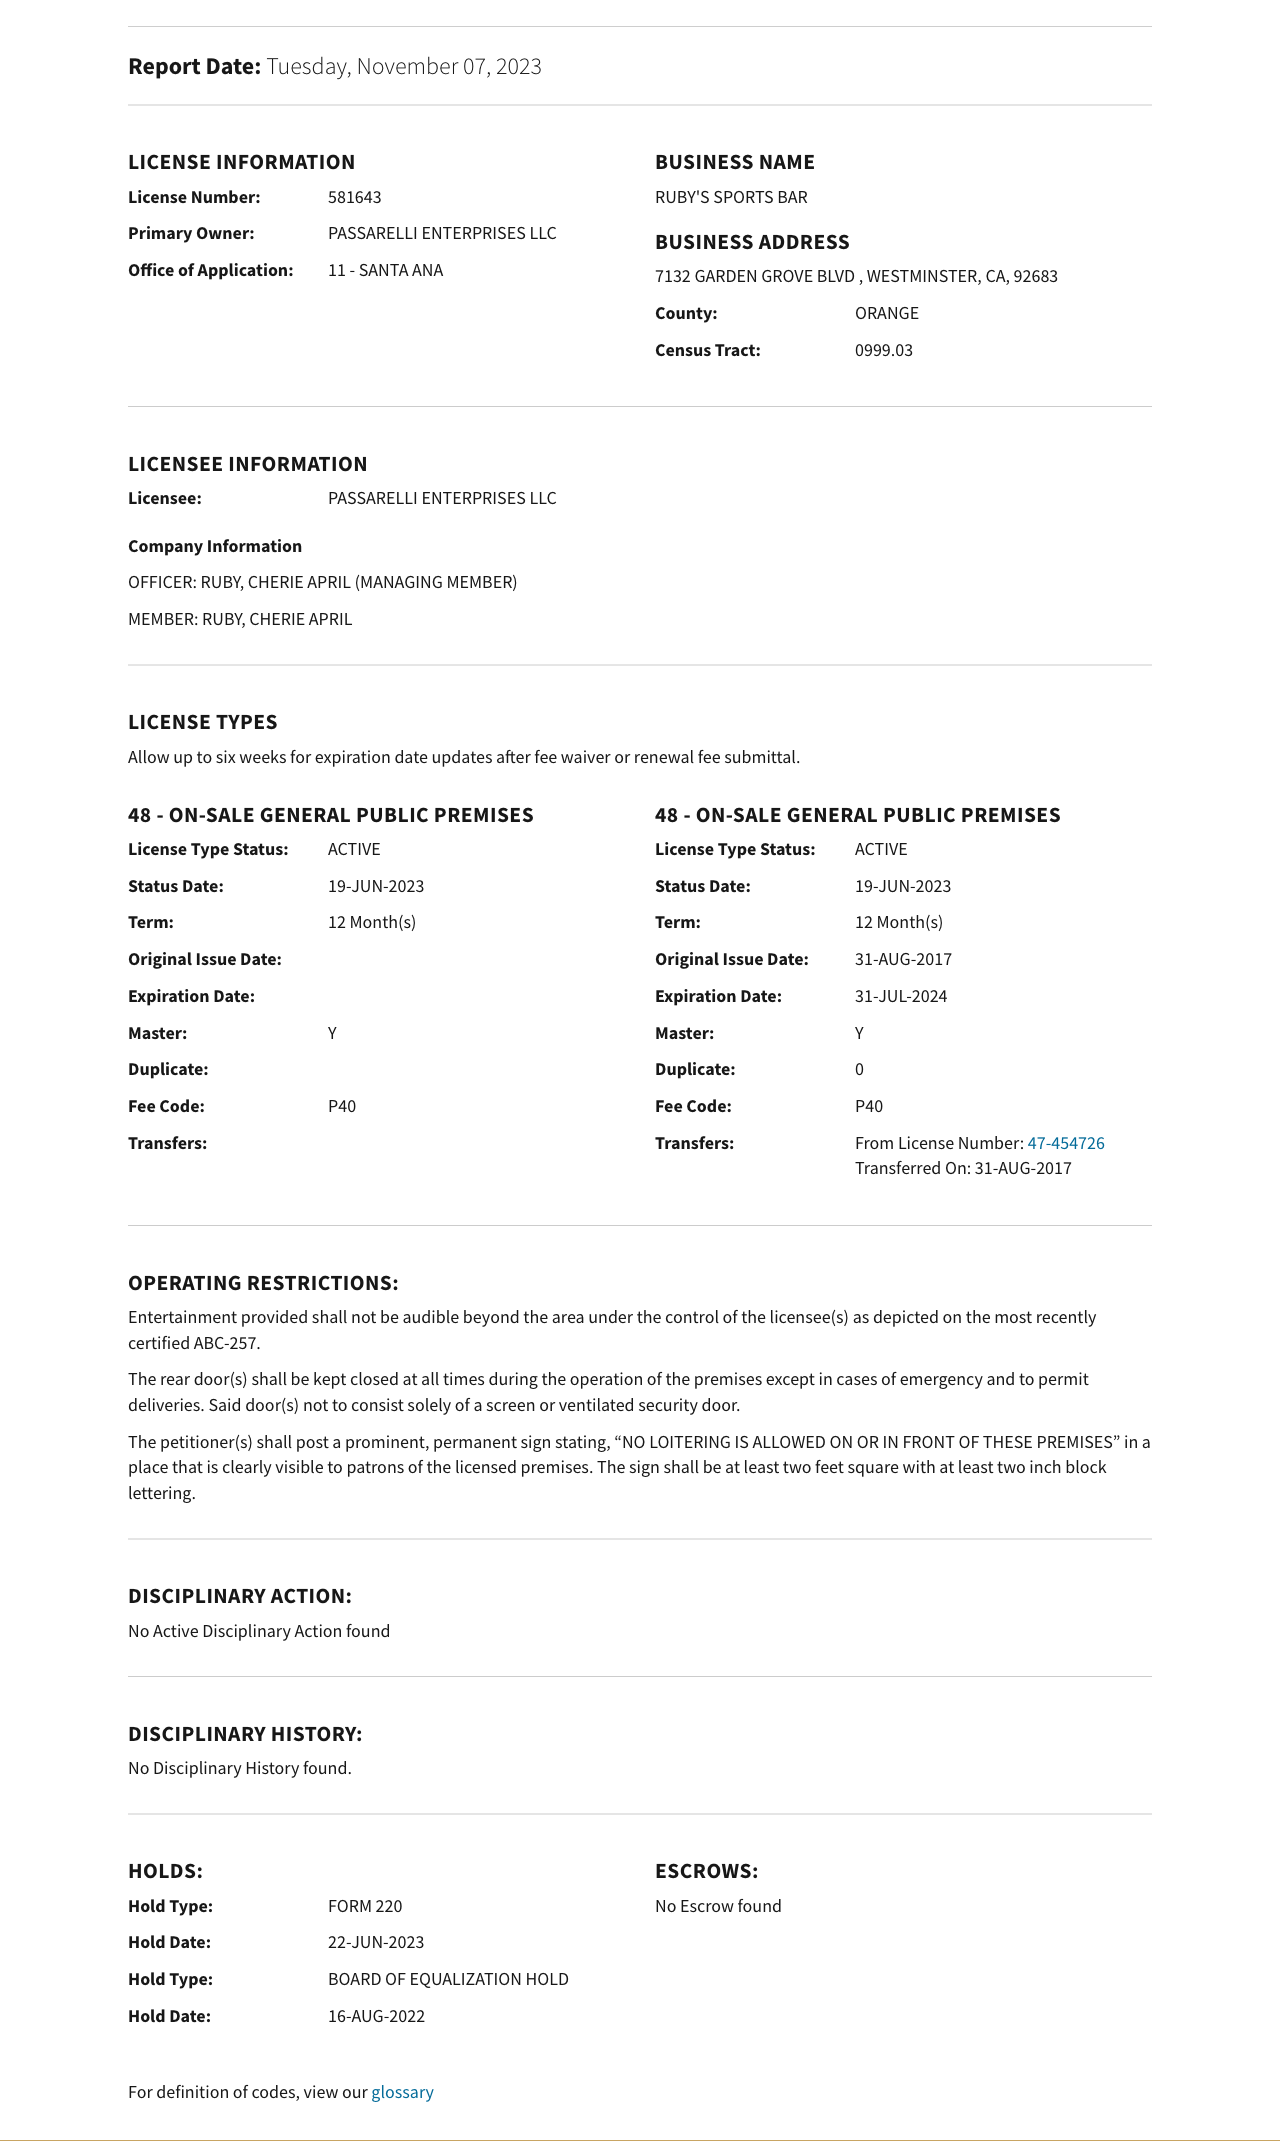 Report Date: Tuesday, November 07, 2023
LICENSE INFORMATION
License Number: 581643
Primary Owner: PASSARELLI ENTERPRISES LLC
Office of Application: 11 - SANTA ANA
BUSINESS NAME
RUBY'S SPORTS BAR
BUSINESS ADDRESS
7132 GARDEN GROVE BLVD , WESTMINSTER, CA, 92683
County: ORANGE
Census Tract: 0999.03
LICENSEE INFORMATION
Licensee: PASSARELLI ENTERPRISES LLC
Company Information
OFFICER: RUBY, CHERIE APRIL (MANAGING MEMBER)
MEMBER: RUBY, CHERIE APRIL
LICENSE TYPES
Allow up to six weeks for expiration date updates after fee waiver or renewal fee submittal.
48 - ON-SALE GENERAL PUBLIC PREMISES
License Type Status: ACTIVE
Status Date: 19-JUN-2023
Term: 12 Month(s)
Original Issue Date:
Expiration Date:
Master: Y
Duplicate:
Fee Code: P40
Transfers:
48 - ON-SALE GENERAL PUBLIC PREMISES
License Type Status: ACTIVE
Status Date: 19-JUN-2023
Term: 12 Month(s)
Original Issue Date: 31-AUG-2017
Expiration Date: 31-JUL-2024
Master: Y
Duplicate: 0
Fee Code: P40
Transfers: From License Number: 47-454726
Transferred On: 31-AUG-2017
OPERATING RESTRICTIONS:
Entertainment provided shall not be audible beyond the area under the control of the licensee(s) as depicted on the most recently
certified ABC-257.
The rear door(s) shall be kept closed at all times during the operation of the premises except in cases of emergency and to permit
deliveries. Said door(s) not to consist solely of a screen or ventilated security door.
The petitioner(s) shall post a prominent, permanent sign stating, “NO LOITERING IS ALLOWED ON OR IN FRONT OF THESE PREMISES” in a
place that is clearly visible to patrons of the licensed premises. The sign shall be at least two feet square with at least two inch block
lettering.
DISCIPLINARY ACTION:
No Active Disciplinary Action found
DISCIPLINARY HISTORY:
No Disciplinary History found.
HOLDS:
Hold Type: FORM 220
Hold Date: 22-JUN-2023
Hold Type: BOARD OF EQUALIZATION HOLD
Hold Date: 16-AUG-2022
ESCROWS:
No Escrow found
For definition of codes, view our glossary